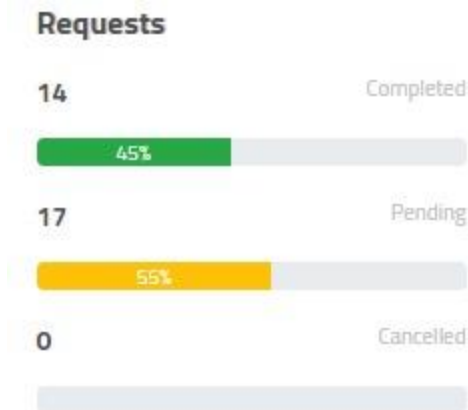 Requests
14 Completed
45%
17 Pending
55%
0 Cancelled